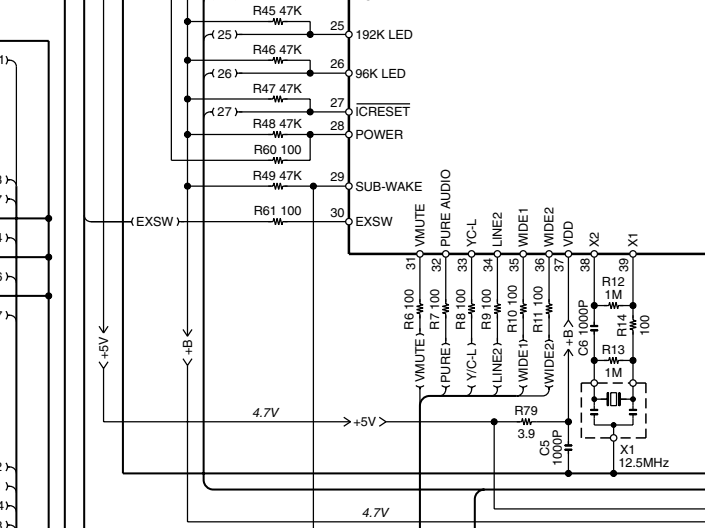 R45 47K
25
(25)
192K LED
R46 47K
26
(26)
96K LED
R47 47K
27
(27)
ICRESET
R48 47K
28
POWER
R60 100
R49 47K
29
SUB-WAKE
R61 100
30
(EXSW)
EXSW
VMUTE
PURE AUDIO
YC-L
LINE2
WIDE1
WIDE2
VDD
X2
X1
31
32
33
34
35
36
37
38
39
R6 100
R7 100
R8 100
R9 100
R10 100
R11 100
R12
1M
C6 1000P
R14
100
R13
1M
+5V
+B
+B
VMUTE
PURE
Y/C-L
LINE2
WIDE1
WIDE2
4.7V
+5V
R79
3.9
C5
1000P
X1
12.5MHz
4.7V